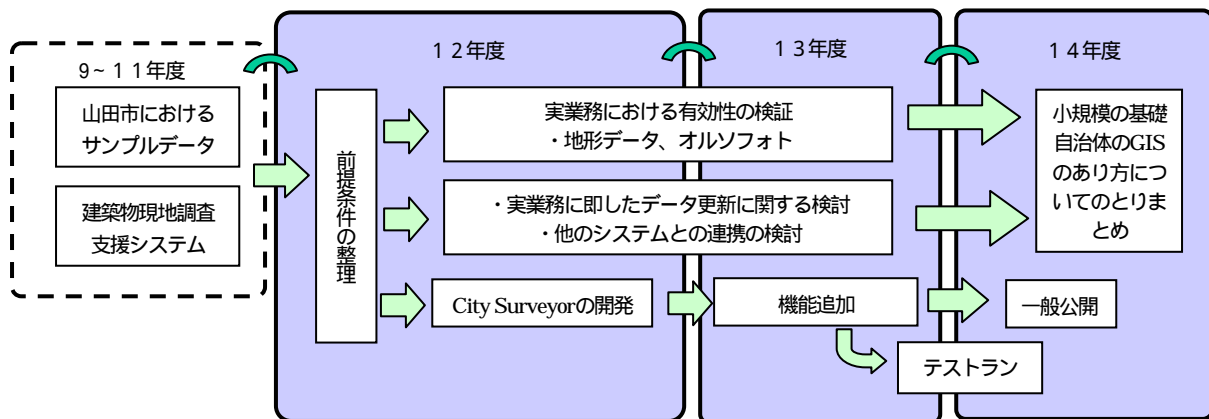 9~11年度
山田市における
サンプルデータ
建築物現地調査
支援システム
12年度
前提条件の整理
実業務における有効性の検証
・地形データ、オルソフォト
・実業務に即したデータ更新に関する検討
・他のシステムとの連携の検討
City Surveyorの開発
13年度
機能追加
テストラン
14年度
小規模の基礎
自治体のGIS
のあり方につ
いてのとりま
とめ
一般公開